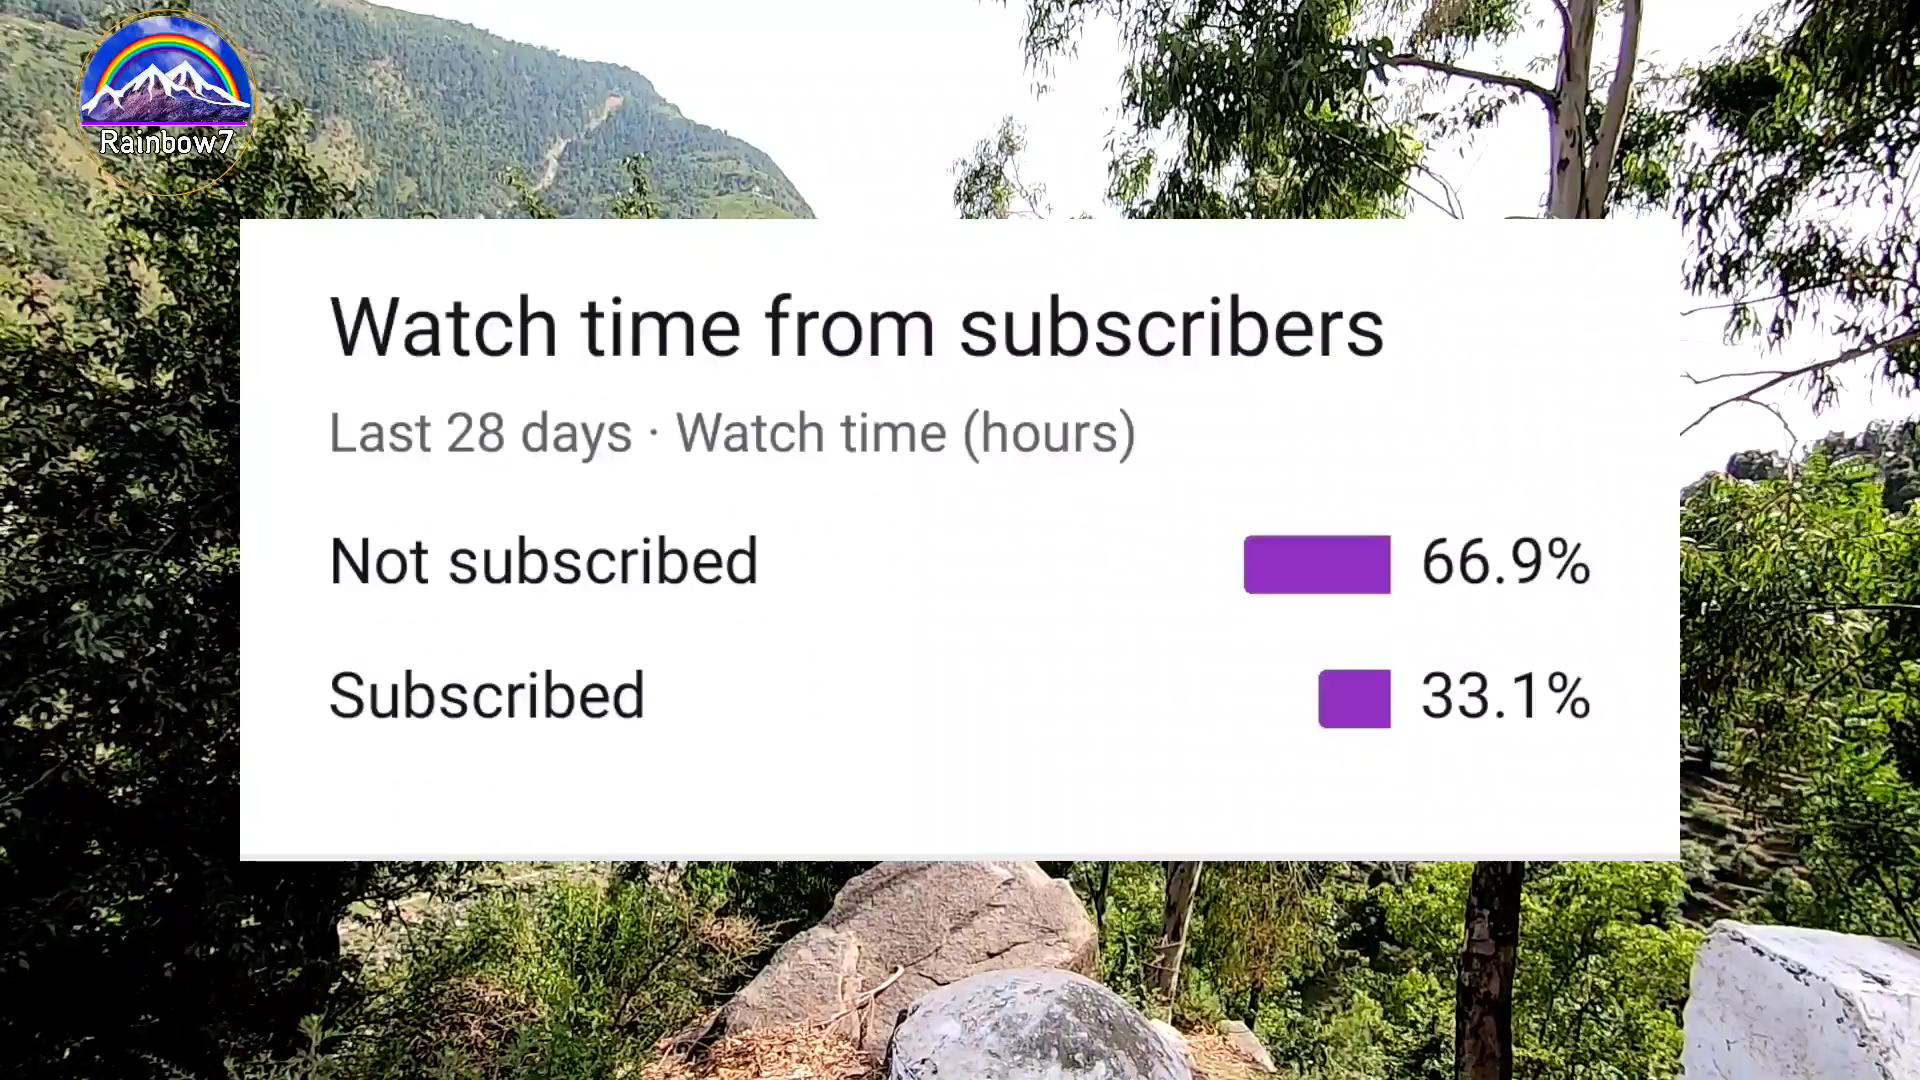 Rainbow7
Watch time from subscribers
Last 28 days · Watch time (hours)
Not subscribed 66.9%
Subscribed 33.1%